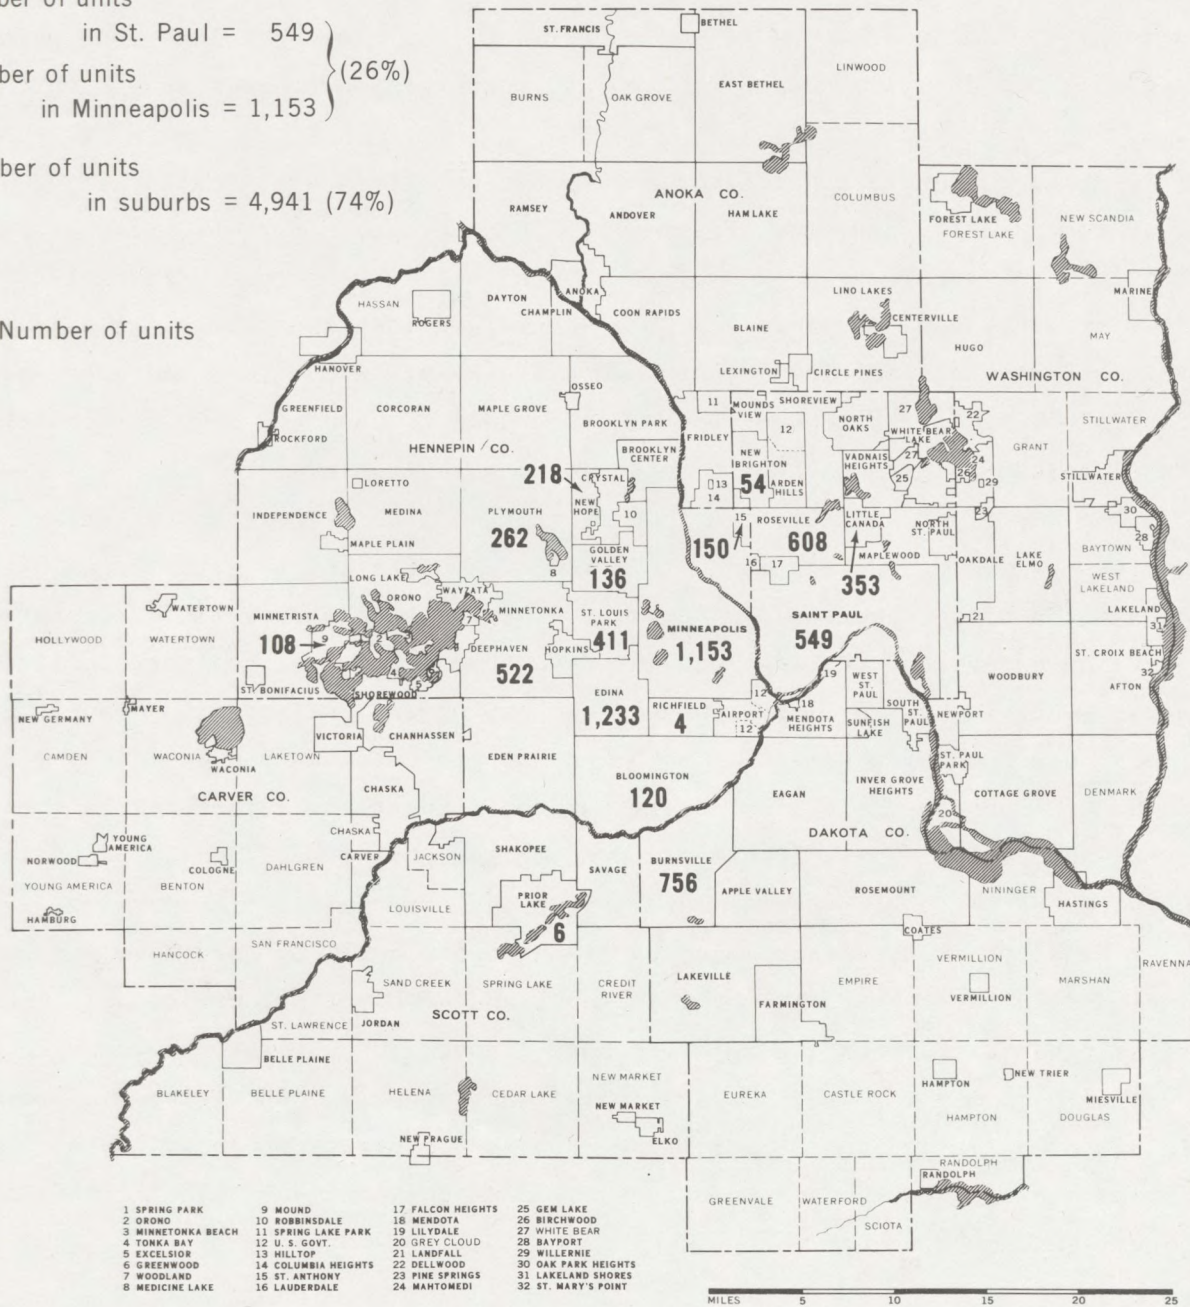 ber of units
in St. Paul = 549
ber of units
in Minneapolis = 1,153
(26%)
ber of units
in suburbs = 4,941 (74%)
Number of units
ST. FRANCIS
BETHEL
LINWOOD
BURNS
OAK GROVE
EAST BETHEL
ANOKA CO.
COLUMBUS
RAMSEY
ANDOVER
HAM LAKE
FOREST LAKE
FOREST LAKE
NEW SCANDIA
HASSAN
ROGERS
DAYTON
CHAMPLIN
ANOKA
COON RAPIDS
BLAINE
LINO LAKES
CENTERVILLE
HUGO
MARINE
MAY
HANOVER
LEXINGTON
CIRCLE PINES
WASHINGTON CO.
GREENFIELD
CORCORAN
MAPLE GROVE
OSSEO
BROOKLYN PARK
11
MOUNDS VIEW
SHOREVIEW
NORTH OAKS
27
22
STILLWATER
ROCKFORD
HENNEPIN CO.
BROOKLYN CENTER
FRIDLEY
12
WHITE BEAR LAKE
GRANT
218
CRYSTAL
NEW BRIGHTON
54
ARDEN HILLS
VADNAIS HEIGHTS
27
24
25
26
29
STILLWATER
LORETTO
NEW HOPE
10
13
14
23
30
INDEPENDENCE
MEDINA
PLYMOUTH
262
15
ROSEVILLE
608
LITTLE CANADA
NORTH ST. PAUL
28
MAPLE PLAIN
8
GOLDEN VALLEY
136
150
16
17
353
MAPLEWOOD
OAKDALE
LAKE ELMO
BAYTOWN
WEST LAKELAND
LONG LAKE
ORONO
WAYZATA
MINNETONKA
ST. LOUIS PARK
411
WATERTOWN
HOLLYWOOD
WATERTOWN
MINNETRISTA
108
9
2
7
DEEPHAVEN
522
HOPKINS
MINNEAPOLIS
1,153
SAINT PAUL
549
21
LAKELAND
31
ST. CROIX BEACH
32
ST. BONIFACIUS
4
5
SHOREWOOD
EDINA
1,233
RICHFIELD
4
AIRPORT
12
12
18
19
MENDOTA HEIGHTS
WEST ST. PAUL
SOUTH ST. PAUL
SUNFISH LAKE
NEWPORT
WOODBURY
AFTON
NEW GERMANY
MAYER
CAMDEN
WACONIA
WACONIA
LAKETOWN
VICTORIA
CHANHASSEN
EDEN PRAIRIE
BLOOMINGTON
120
EAGAN
INVER GROVE HEIGHTS
ST. PAUL PARK
COTTAGE GROVE
DENMARK
CARVER CO.
CHASKA
DAKOTA CO.
20
YOUNG AMERICA
NORWOOD
YOUNG AMERICA
COLOGNE
BENTON
DAHLGREN
CHASKA
CARVER
JACKSON
SHAKOPEE
SAVAGE
BURNSVILLE
756
APPLE VALLEY
ROSEMOUNT
NININGER
HASTINGS
HAMBURG
LOUISVILLE
PRIOR LAKE
6
HANCOCK
SAN FRANCISCO
COATES
VERMILLION
RAVENNA
SAND CREEK
SPRING LAKE
CREDIT RIVER
LAKEVILLE
FARMINGTON
EMPIRE
VERMILLION
MARSHAN
ST. LAWRENCE
JORDAN
SCOTT CO.
BELLE PLAINE
BLAKELEY
BELLE PLAINE
HELENA
CEDAR LAKE
NEW MARKET
NEW MARKET
ELKO
EUREKA
CASTLE ROCK
HAMPTON
HAMPTON
NEW TRIER
MIESVILLE
DOUGLAS
NEW PRAGUE
GREENVALE
WATERFORD
SCIOTA
RANDOLPH
RANDOLPH
1 SPRING PARK
2 ORONO
3 MINNETONKA BEACH
4 TONKA BAY
5 EXCELSIOR
6 GREENWOOD
7 WOODLAND
8 MEDICINE LAKE
9 MOUND
10 ROBBINSDALE
11 SPRING LAKE PARK
12 U. S. GOVT.
13 HILLTOP
14 COLUMBIA HEIGHTS
15 ST. ANTHONY
16 LAUDERDALE
17 FALCON HEIGHTS
18 MENDOTA
19 LILYDALE
20 GREY CLOUD
21 LANDFALL
22 DELLWOOD
23 PINE SPRINGS
24 MAHTOMEDI
25 GEM LAKE
26 BIRCHWOOD
27 WHITE BEAR
28 BAYPORT
29 WILLERNIE
30 OAK PARK HEIGHTS
31 LAKELAND SHORES
32 ST. MARY'S POINT
MILES 5 10 15 20 25